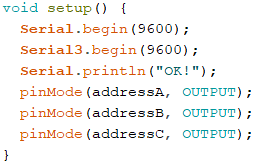 void setup() {
  Serial.begin(9600);
  Serial3.begin(9600);
  Serial.println("OK!");
  pinMode(addressA, OUTPUT);
  pinMode(addressB, OUTPUT);
  pinMode(addressC, OUTPUT);
}